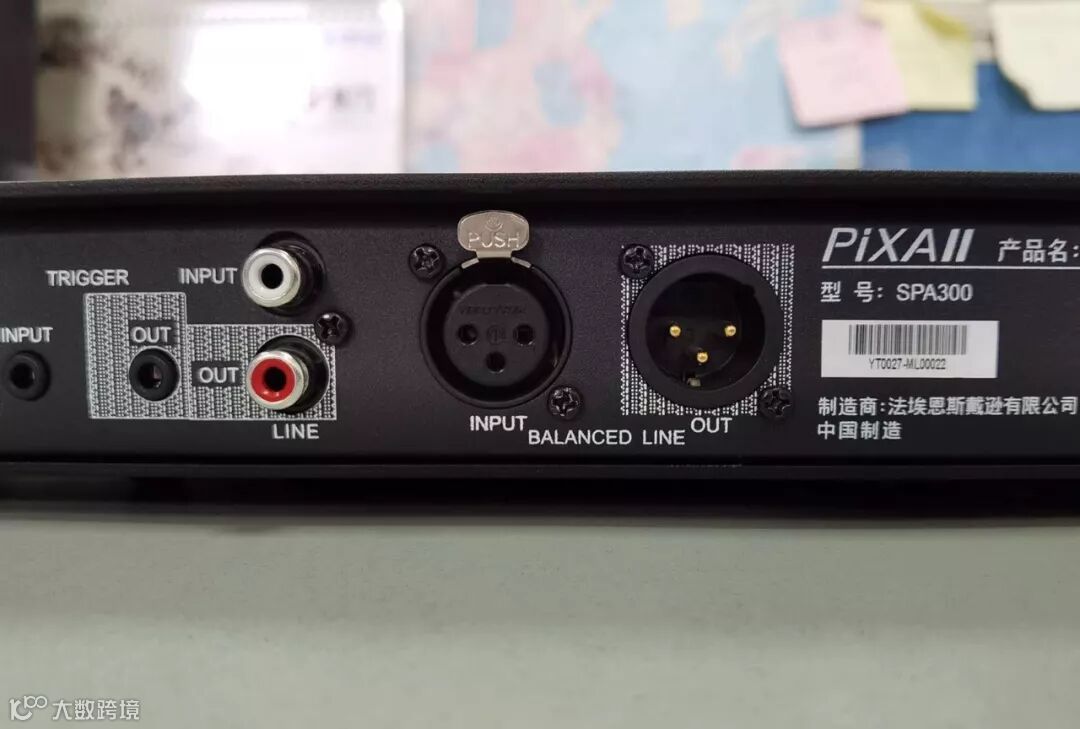 PUSH
TRIGGER
INPUT
INPUT
OUT
OUT
LINE
INPUT
BALANCED LINE
OUT
PiXAII
产品名:
型 号: SPA300
YT0027-ML00022
制造商:法埃恩斯戴逊有限公司
中国制造
大数跨境